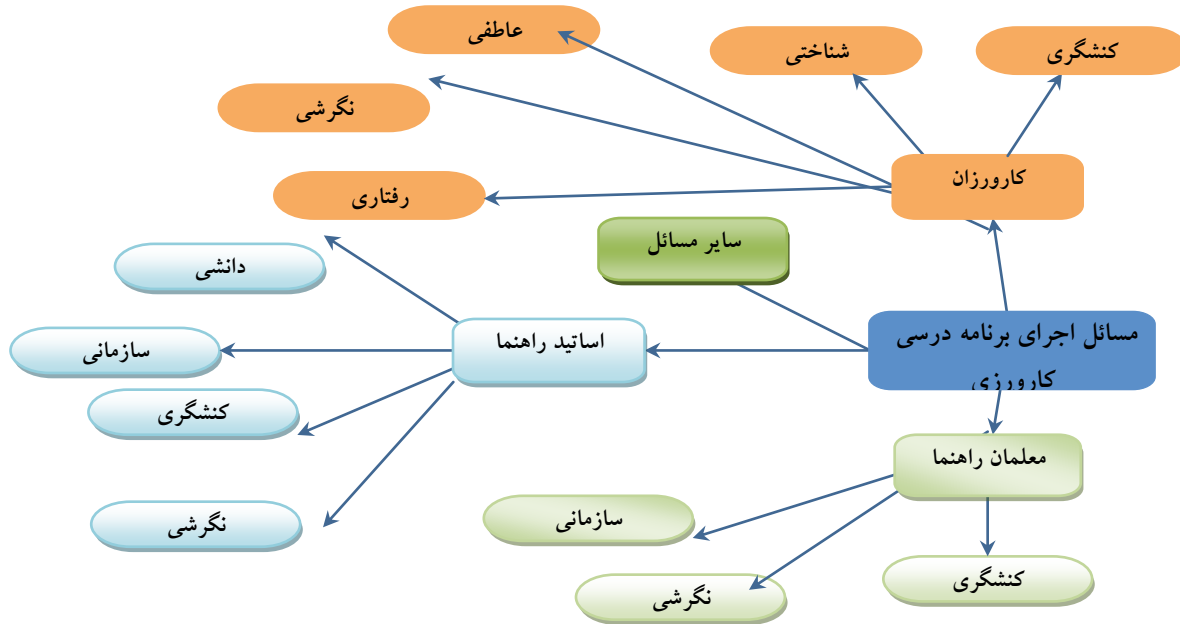 عاطفی
شناختی
کنشگری
نگرشی
کارورزان
رفتاری
سایر مسائل
دانشی
مسائل اجرای برنامه درسی
کارورزی
اساتید راهنما
سازمانی
کنشگری
معلمان راهنما
نگرشی
سازمانی
کنشگری
نگرشی